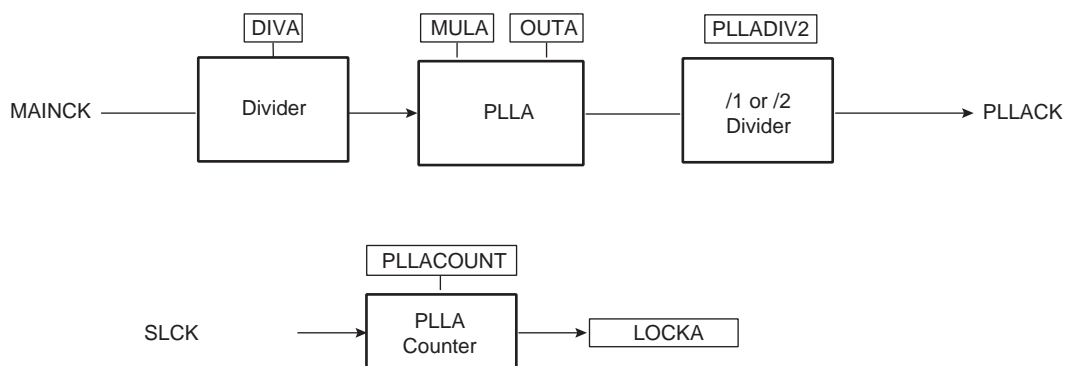 DIVA
MULA
OUTA
PLLADIV2
MAINCK
Divider
PLLA
/1 or /2
Divider
PLLACK
PLLACOUNT
SLCK
PLLA
Counter
LOCKA